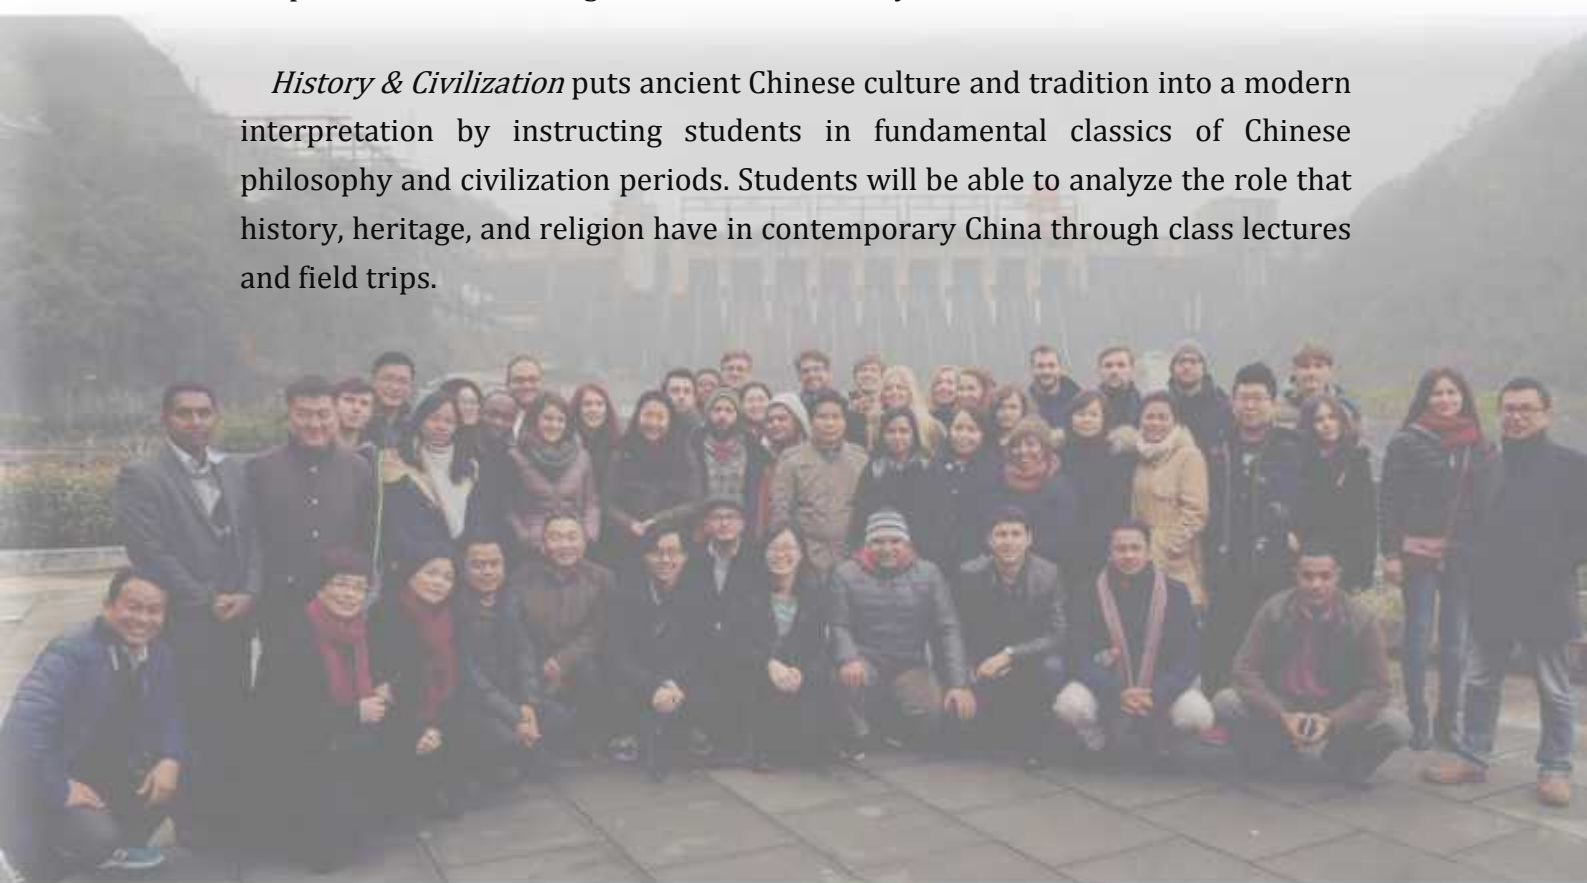 History & Civilization puts ancient Chinese culture and tradition into a modern
interpretation by instructing students in fundamental classics of Chinese
philosophy and civilization periods. Students will be able to analyze the role that
history, heritage, and religion have in contemporary China through class lectures
and field trips.